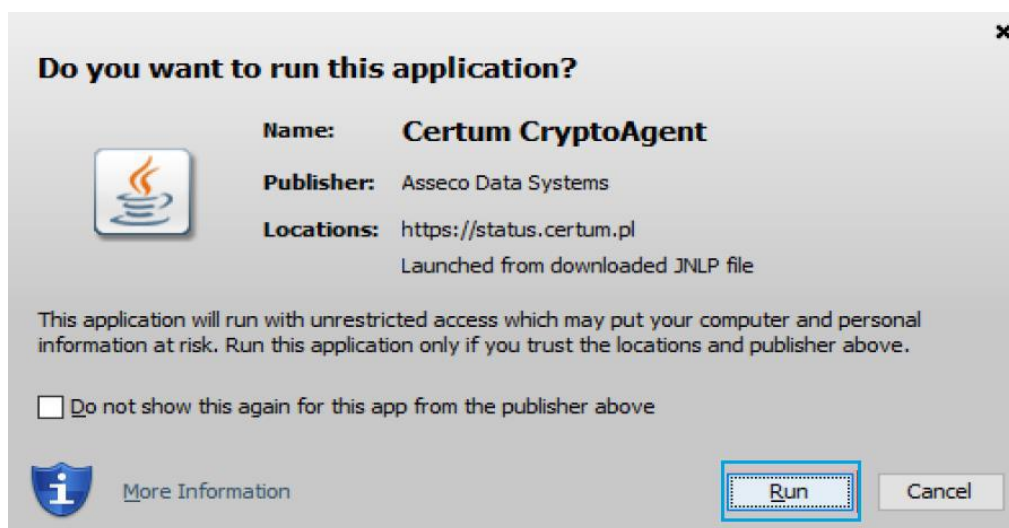 Do you want to run this application?
Name: Certum CryptoAgent
Publisher: Asseco Data Systems
Locations: https://status.certum.pl
Launched from downloaded JNLP file
This application will run with unrestricted access which may put your computer and personal
information at risk. Run this application only if you trust the locations and publisher above.
Do not show this again for this app from the publisher above
More Information
Run
Cancel